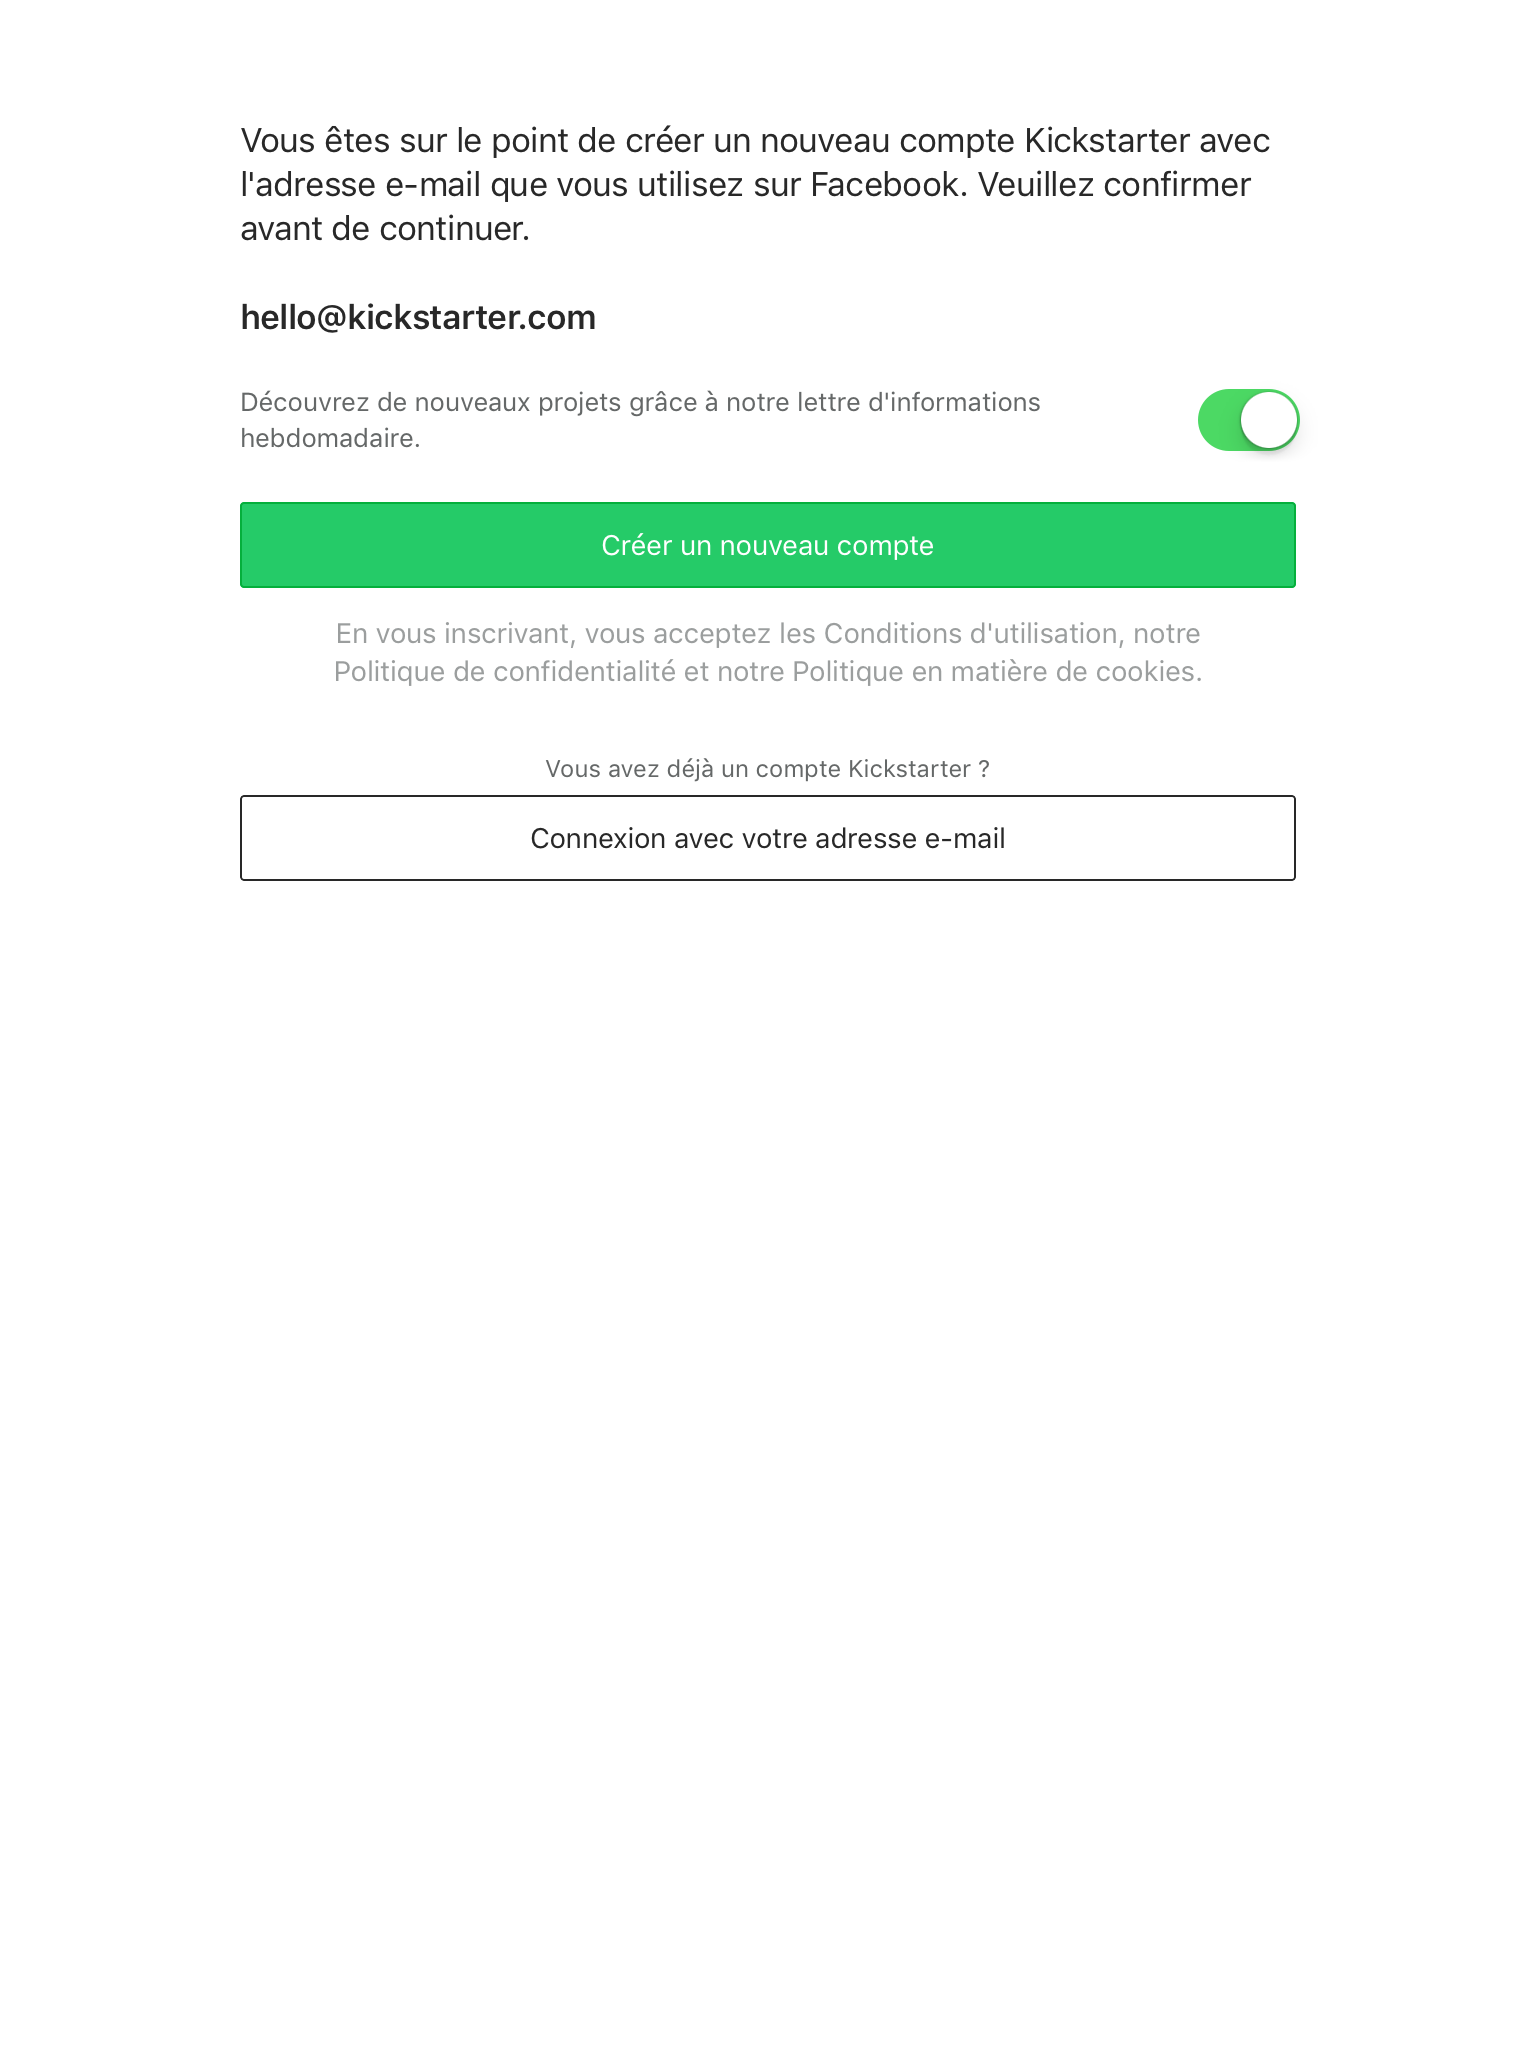 Vous êtes sur le point de créer un nouveau compte Kickstarter avec
l'adresse e-mail que vous utilisez sur Facebook. Veuillez confirmer
avant de continuer.
hello@kickstarter.com
Découvrez de nouveaux projets grâce à notre lettre d'informations
hebdomadaire.
Créer un nouveau compte
En vous inscrivant, vous acceptez les Conditions d'utilisation, notre
Politique de confidentialité et notre Politique en matière de cookies.
Vous avez déjà un compte Kickstarter ?
Connexion avec votre adresse e-mail